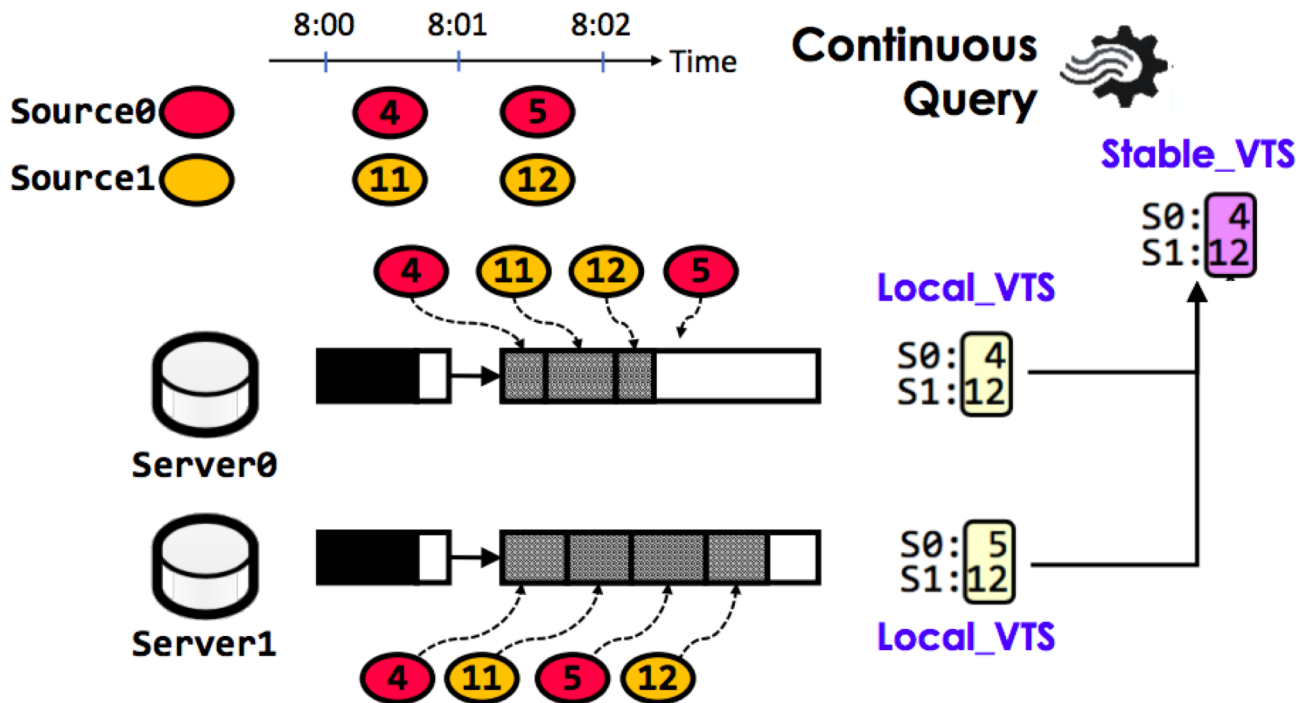 8:00 8:01 8:02
Time
Continuous
Query
Source0 4 5
Source1 11 12
Stable_VTS
S0: 4
S1:12
4 11 12 5
Local_VTS
S0: 4
S1:12
Server0
S0: 5
S1:12
Server1
Local_VTS
4 11 5 12